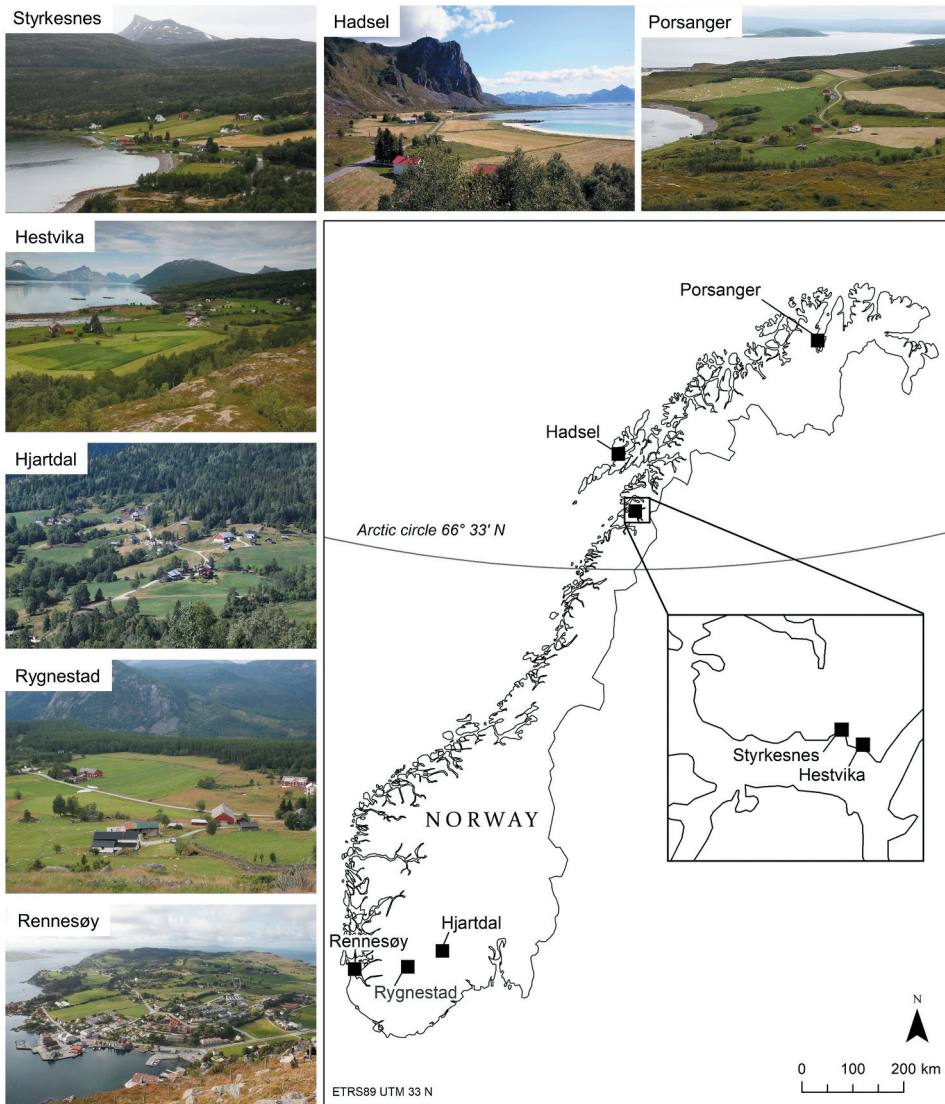 Styrkesnes
Hadsel
Porsanger
Hestvika
Hjartdal
Rygnestad
Rennesøy
Porsanger
Hadsel
Arctic circle 66° 33' N
Styrkesnes
Hestvika
NORWAY
Hjartdal
Rennesøy
Rygnestad
N
0 100 200 km
ETRS89 UTM 33 N